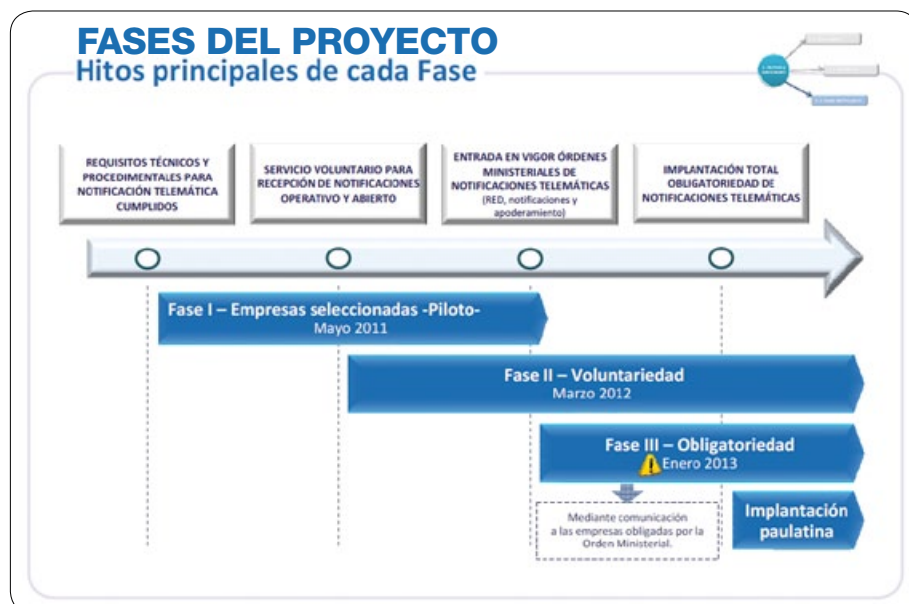 FASES DEL PROYECTO
Hitos principales de cada Fase
REQUISITOS TÉCNICOS Y
PROCEDIMENTALES PARA
NOTIFICACIÓN TELEMÁTICA
CUMPLIDOS
SERVICIO VOLUNTARIO PARA
RECEPCIÓN DE NOTIFICACIONES
OPERATIVO Y ABIERTO
ENTRADA EN VIGOR ÓRDENES
MINISTERIALES DE
NOTIFICACIONES TELEMÁTICAS
(RED, notificaciones y
apoderamiento)
IMPLANTACIÓN TOTAL
OBLIGATORIEDAD DE
NOTIFICACIONES TELEMÁTICAS
Fase I – Empresas seleccionadas -Piloto-
Mayo 2011
Fase II – Voluntariedad
Marzo 2012
Fase III – Obligatoriedad
Enero 2013
Mediante comunicación
a las empresas obligadas por la
Orden Ministerial.
Implantación
paulatina